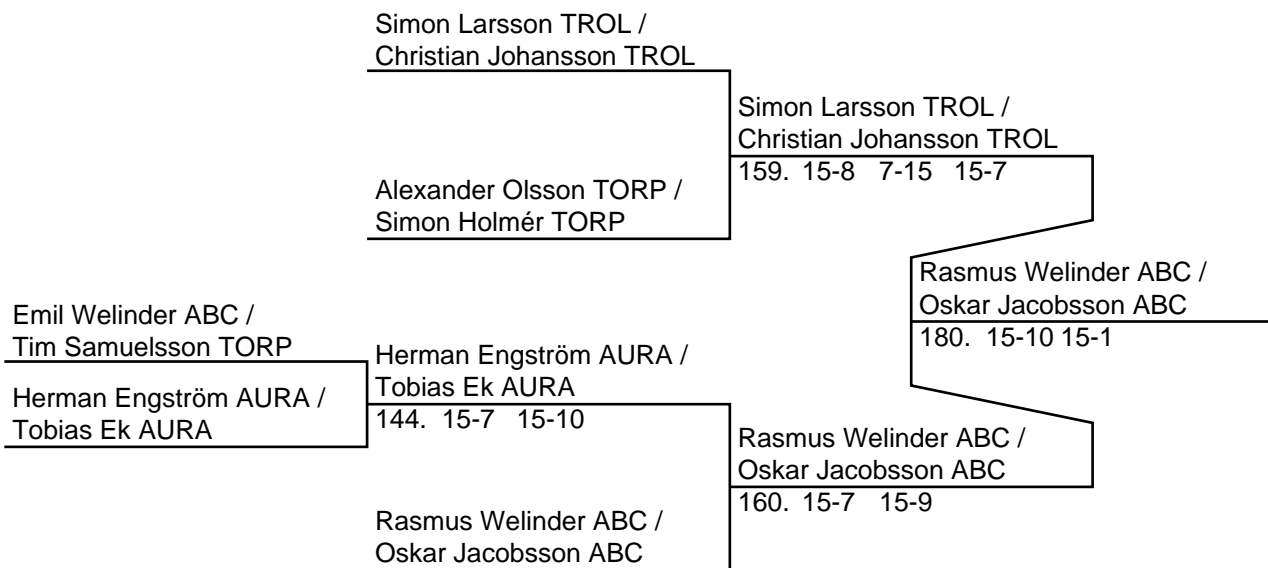 Simon Larsson TROL /
Christian Johansson TROL
Simon Larsson TROL /
Christian Johansson TROL
159. 15-8 7-15 15-7
Alexander Olsson TORP /
Simon Holmér TORP
Rasmus Welinder ABC /
Oskar Jacobsson ABC
180. 15-10 15-1
Emil Welinder ABC /
Tim Samuelsson TORP
Herman Engström AURA /
Tobias Ek AURA
144. 15-7 15-10
Herman Engström AURA /
Tobias Ek AURA
Rasmus Welinder ABC /
Oskar Jacobsson ABC
160. 15-7 15-9
Rasmus Welinder ABC /
Oskar Jacobsson ABC